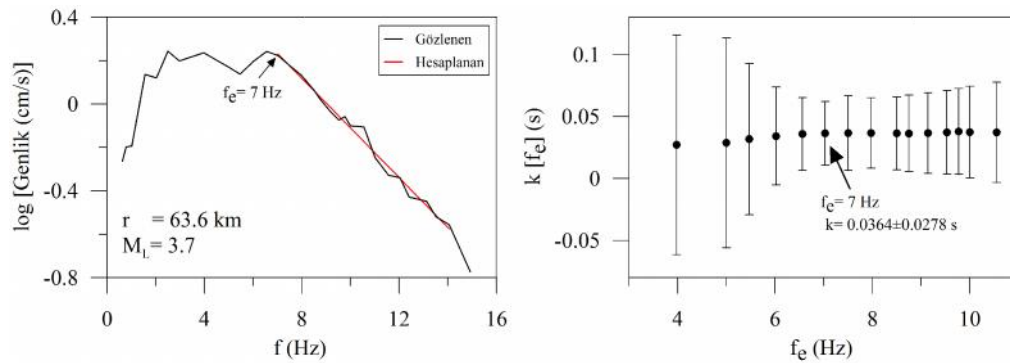 0.4
0
-0.4
-0.8
log [Genlik (cm/s)]
Gözlenen
Hesaplanan
fe = 7 Hz
r = 63.6 km
ML= 3.7
0 4 8 12 16
f (Hz)
0.1
0.05
0
-0.05
k [fe] (s)
fe = 7 Hz
k= 0.0364±0.0278 s
4 6 8 10
fe (Hz)